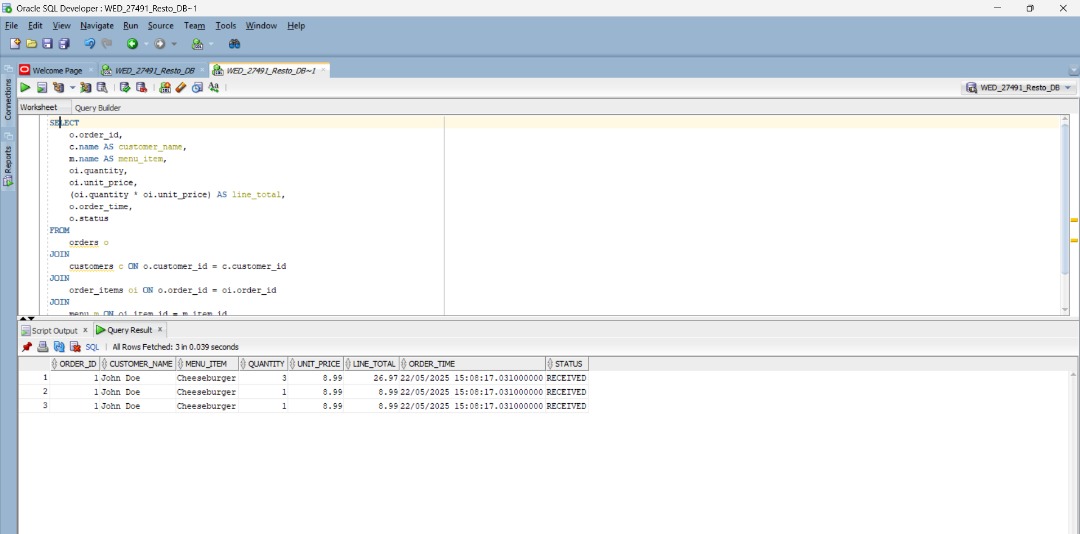 Oracle SQL Developer : WED_27491_Resto_DB~1
File Edit View Navigate Run Source Team Tools Window Help
Welcome Page WED_27491_Resto_DB WED_27491_Resto_DB~1
WED_27491_Resto_DB
Connections
Reports
Worksheet Query Builder
SELECT
o.order_id,
c.name AS customer_name,
m.name AS menu_item,
oi.quantity,
oi.unit_price,
(oi.quantity * oi.unit_price) AS line_total,
o.order_time,
o.status
FROM
orders o
JOIN
customers c ON o.customer_id = c.customer_id
JOIN
order_items oi ON o.order_id = oi.order_id
JOIN
menu m ON oi.item_id = m.item_id
Script Output x Query Result x
SQL | All Rows Fetched: 3 in 0.039 seconds
ORDER_ID CUSTOMER_NAME MENU_ITEM QUANTITY UNIT_PRICE LINE_TOTAL ORDER_TIME STATUS
1 1 John Doe Cheeseburger 3 8.99 26.97 22/05/2025 15:08:17.031000000 RECEIVED
2 1 John Doe Cheeseburger 1 8.99 8.99 22/05/2025 15:08:17.031000000 RECEIVED
3 1 John Doe Cheeseburger 1 8.99 8.99 22/05/2025 15:08:17.031000000 RECEIVED